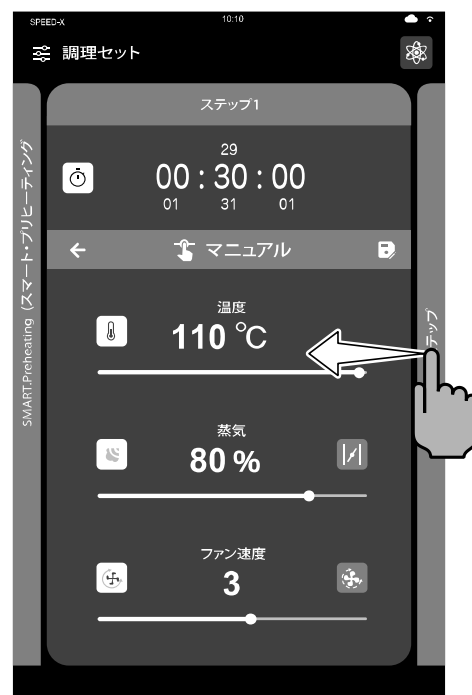 SPEED-X
10:10
調理セット
ステップ1
29
00 : 30 : 00
01 31 01
マニュアル
温度
110 ℃
蒸気
80 %
ファン速度
3
SMART.Preheating (スマート・プリヒーティング
テップ